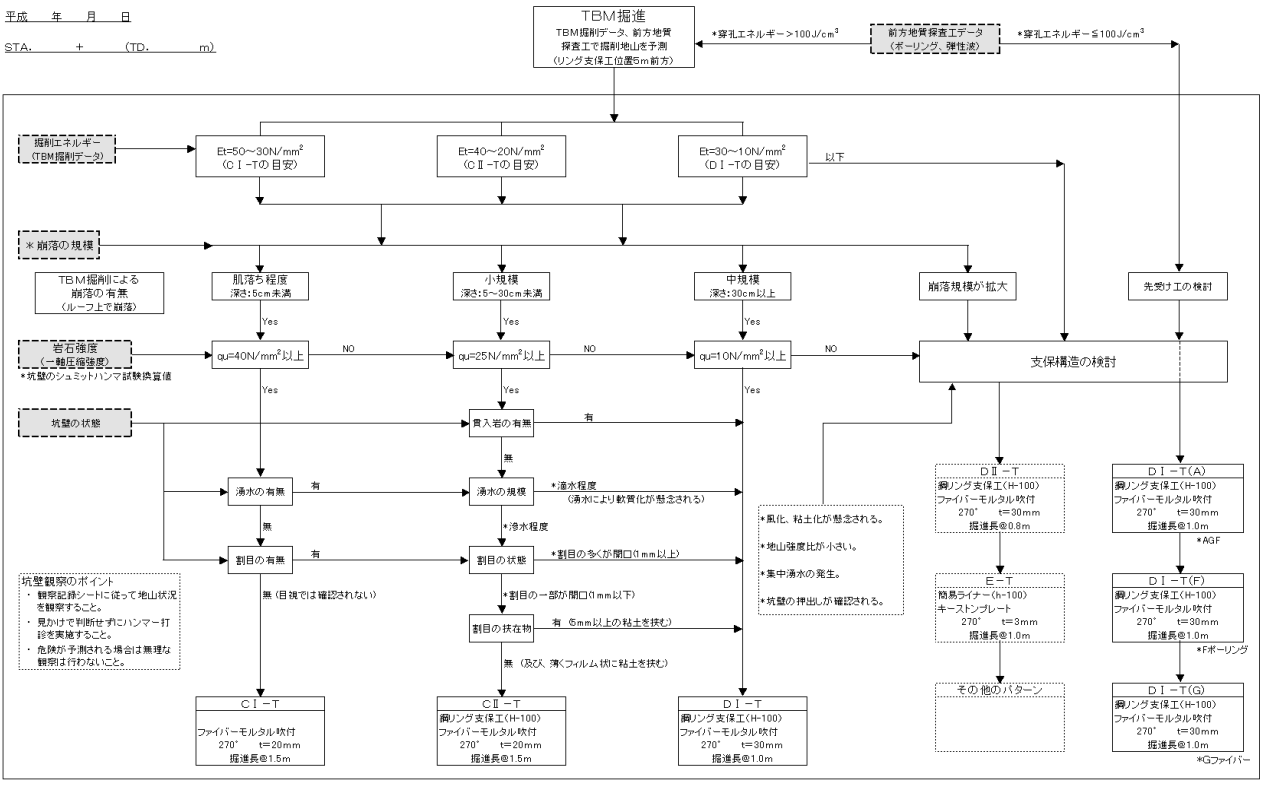 平成　年　月　日
STA.　+　(TD.　m)
TBM掘進
TBM掘削データ、前方地質
探査工で掘削地山を予測
(リング支保工位置5m前方)
*穿孔エネルギー>100J/cm³
前方地質探査工データ
(ボーリング、弾性波)
*穿孔エネルギー≦100J/cm³
掘削エネルギー
(TBM掘削データ)
Et=50～30N/mm²
(CⅠ-Tの目安)
Et=40～20N/mm²
(CⅡ-Tの目安)
Et=30～10N/mm²
(DⅠ-Tの目安)
以下
*崩落の規模
TBM掘削による
崩落の有無
(ルーフ上で崩落)
肌落ち程度
深さ:5cm未満
小規模
深さ:5～30cm未満
中規模
深さ:30cm以上
崩落規模が拡大
先受け工の検討
Yes
Yes
Yes
岩石強度
(一軸圧縮強度)
*坑壁のシュミットハンマ試験換算値
qu=40N/mm²以上
NO
qu=25N/mm²以上
NO
qu=10N/mm²以上
NO
支保構造の検討
Yes
Yes
Yes
坑壁の状態
貫入岩の有無
有
無
湧水の有無
有
湧水の規模
*滴水程度
(湧水により軟質化が懸念される)
無
*滲水程度
割目の有無
有
割目の状態
*割目の多くが開口(1mm以上)
無(目視では確認されない)
*割目の一部が開口(1mm以下)
割目の挟在物
有 (5mm以上の粘土を挟む)
無 (及び、薄くフィルム状に粘土を挟む)
坑壁観察のポイント
・ 観察記録シートに従って地山状況
を観察すること。
・ 見かけで判断せずにハンマー打
診を実施すること。
・ 危険が予測される場合は無理な
観察は行わないこと。
*風化、粘土化が懸念される。
*地山強度比が小さい。
*集中湧水の発生。
*坑壁の押出しが確認される。
CⅠ-T
ファイバーモルタル吹付
270° t=20mm
掘進長@1.5m
CⅡ-T
鋼リング支保工(H-100)
ファイバーモルタル吹付
270° t=20mm
掘進長@1.5m
DⅠ-T
鋼リング支保工(H-100)
ファイバーモルタル吹付
270° t=30mm
掘進長@1.0m
DⅡ-T
鋼リング支保工(H-100)
ファイバーモルタル吹付
270° t=30mm
掘進長@0.8m
E-T
簡易ライナー(h-100)
キーストンプレート
270° t=3mm
掘進長@1.0m
その他のパターン
DⅠ-T(A)
鋼リング支保工(H-100)
ファイバーモルタル吹付
270° t=30mm
掘進長@1.0m
*AGF
DⅠ-T(F)
鋼リング支保工(H-100)
ファイバーモルタル吹付
270° t=30mm
掘進長@1.0m
*Fボーリング
DⅠ-T(G)
鋼リング支保工(H-100)
ファイバーモルタル吹付
270° t=30mm
掘進長@1.0m
*Gファイバー